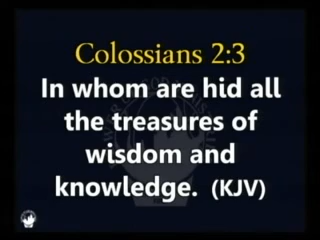 Colossians 2:3
In whom are hid all
the treasures of
wisdom and
knowledge. (KJV)